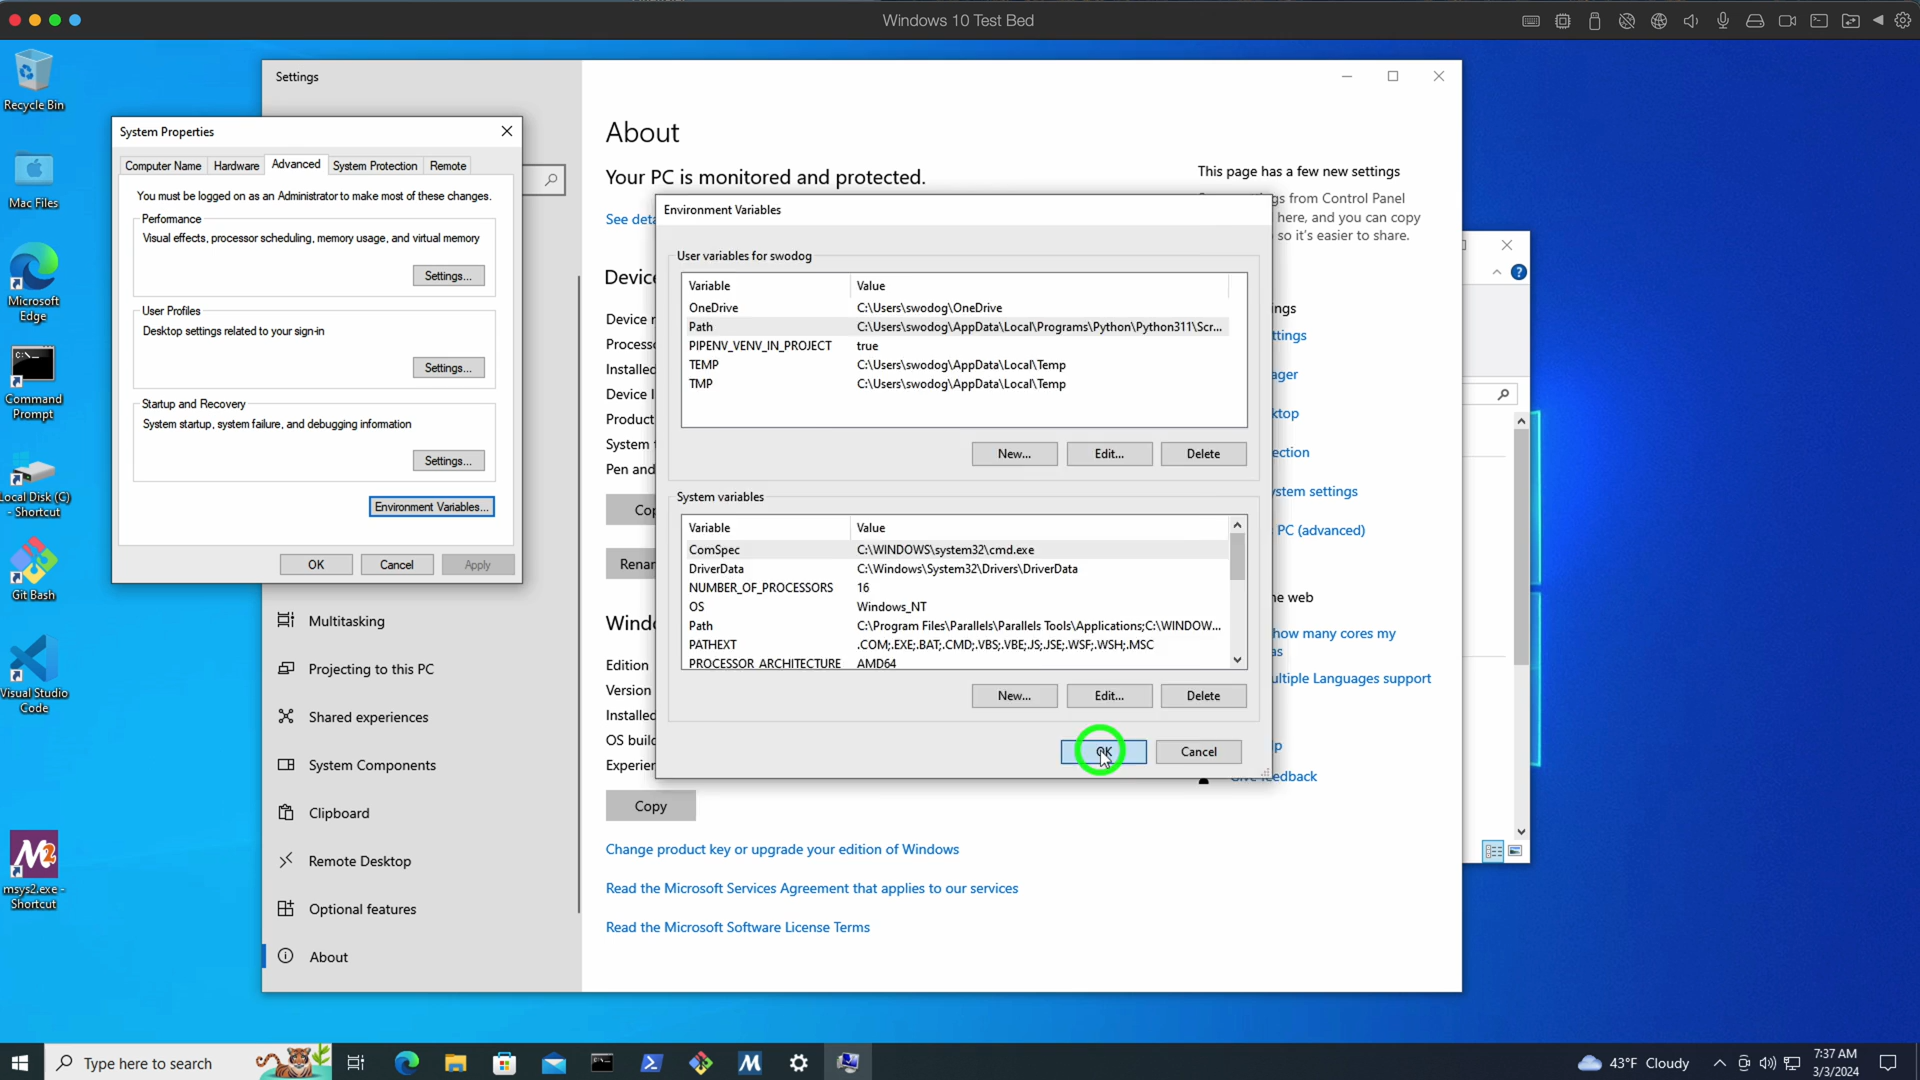 Windows 10 Test Bed
Recycle Bin
Mac Files
Microsoft
Edge
Command
Prompt
Local Disk (C)
- Shortcut
Git Bash
Visual Studio
Code
msys2.exe -
Shortcut
Settings
System Properties
Computer Name
Hardware
Advanced
System Protection
Remote
You must be logged on as an Administrator to make most of these changes.
Performance
Visual effects, processor scheduling, memory usage, and virtual memory
Settings...
User Profiles
Desktop settings related to your sign-in
Settings...
Startup and Recovery
System startup, system failure, and debugging information
Settings...
Environment Variables...
OK
Cancel
Apply
Multitasking
Projecting to this PC
Shared experiences
System Components
Clipboard
Remote Desktop
Optional features
About
About
Your PC is monitored and protected.
See deta
Device
Device
Process
Installed
Device I
Product
System
Pen and
Cop
Renam
Windo
Edition
Version
Installed
OS build
Experien
Copy
Change product key or upgrade your edition of Windows
Read the Microsoft Services Agreement that applies to our services
Read the Microsoft Software License Terms
Environment Variables
User variables for swodog
Variable Value
OneDrive C:\Users\swodog\OneDrive
Path C:\Users\swodog\AppData\Local\Programs\Python\Python311\Scr...
PIPENV_VENV_IN_PROJECT true
TEMP C:\Users\swodog\AppData\Local\Temp
TMP C:\Users\swodog\AppData\Local\Temp
New... Edit... Delete
System variables
Variable Value
ComSpec C:\WINDOWS\system32\cmd.exe
DriverData C:\Windows\System32\Drivers\DriverData
NUMBER_OF_PROCESSORS 16
OS Windows_NT
Path C:\Program Files\Parallels\Parallels Tools\Applications;C:\WINDOW...
PATHEXT .COM;.EXE;.BAT;.CMD;.VBS;.VBE;.JS;.JSE;.WSF;.WSH;.MSC
PROCESSOR_ARCHITECTURE AMD64
New... Edit... Delete
OK Cancel
This page has a few new settings
gs from Control Panel
here, and you can copy
so it's easier to share.
ings
ttings
ager
ktop
ection
stem settings
PC (advanced)
he web
how many cores my
as
ultiple Languages support
p
Give feedback
Type here to search
43°F Cloudy
7:37 AM
3/3/2024